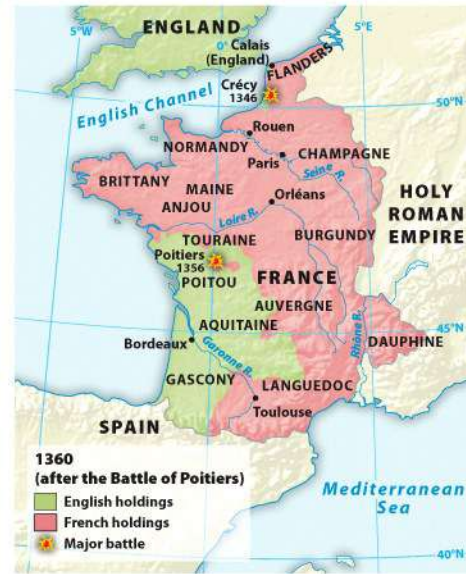 ENGLAND
5°W
0°
5°E
Calais
(England)
FLANDERS
Crécy
1346
English Channel
50°N
Rouen
NORMANDY
Paris
CHAMPAGNE
Seine R.
BRITTANY
MAINE
ANJOU
Orléans
HOLY
ROMAN
EMPIRE
Loire R.
TOURAINE
BURGUNDY
Poitiers
1356
POITOU
FRANCE
AUVERGNE
AQUITAINE
45°N
Bordeaux
Garonne R.
Rhône R.
DAUPHINE
GASCONY
LANGUEDOC
Toulouse
SPAIN
1360
(after the Battle of Poitiers)
English holdings
French holdings
Major battle
Mediterranean
Sea
40°N